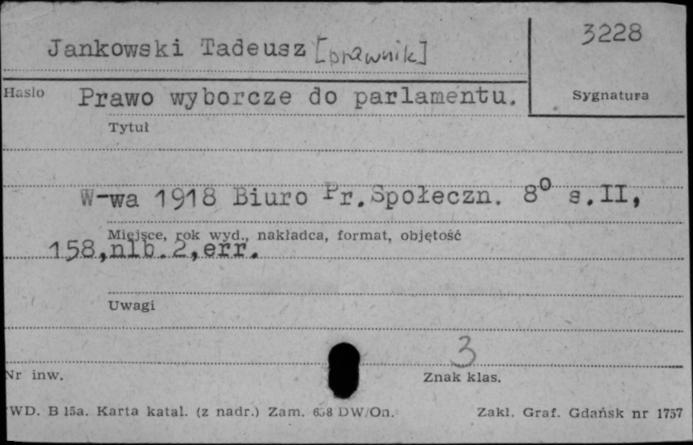 3228
Jankowski Tadeusz [prawnik]
Hasło
Prawo wyborcze do parlamentu.
Sygnatura
Tytuł
W-wa 1918 Biuro Pr.Społeczn. 8º s.II,
Miejsce, rok wyd., nakładca, format, objętość
158,nlb.2,err.
Uwagi
3
Nr inw.
Znak klas.
WD. B 15a. Karta katal. (z nadr.) Zam. DW/On. Zakł. Graf. Gdańsk nr 1757